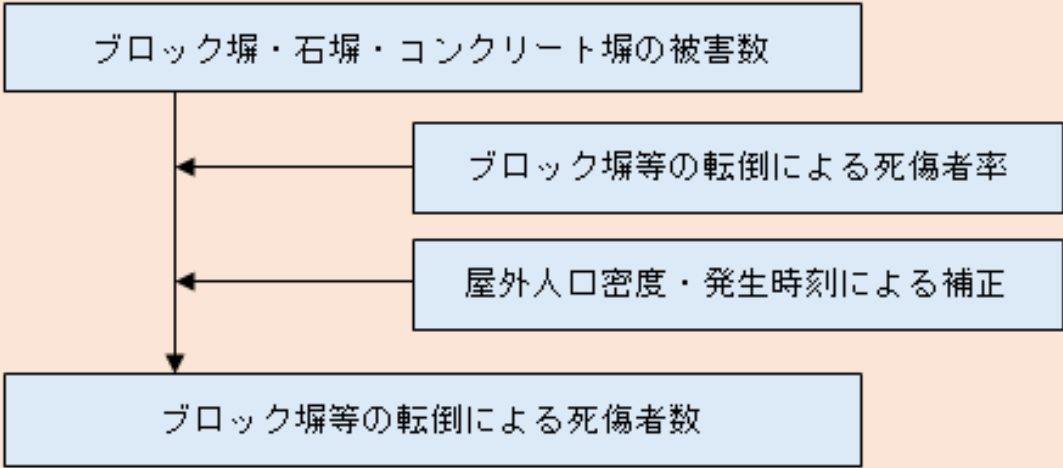 ブロック塀・石塀・コンクリート塀の被害数
ブロック塀等の転倒による死傷者率
屋外人口密度・発生時刻による補正
ブロック塀等の転倒による死傷者数